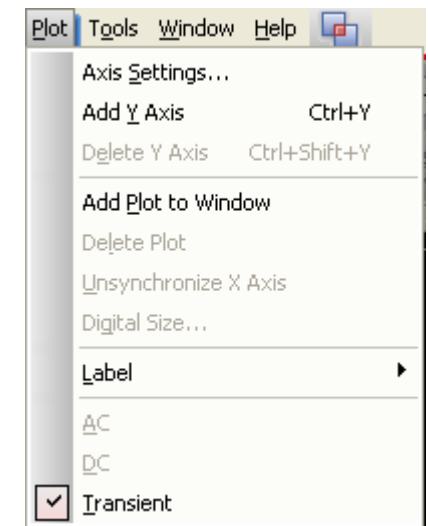 Plot Tools Window Help
Axis Settings...
Add Y Axis Ctrl+Y
Delete Y Axis Ctrl+Shift+Y
Add Plot to Window
Delete Plot
Unsynchronize X Axis
Digital Size...
Label
AC
DC
Transient